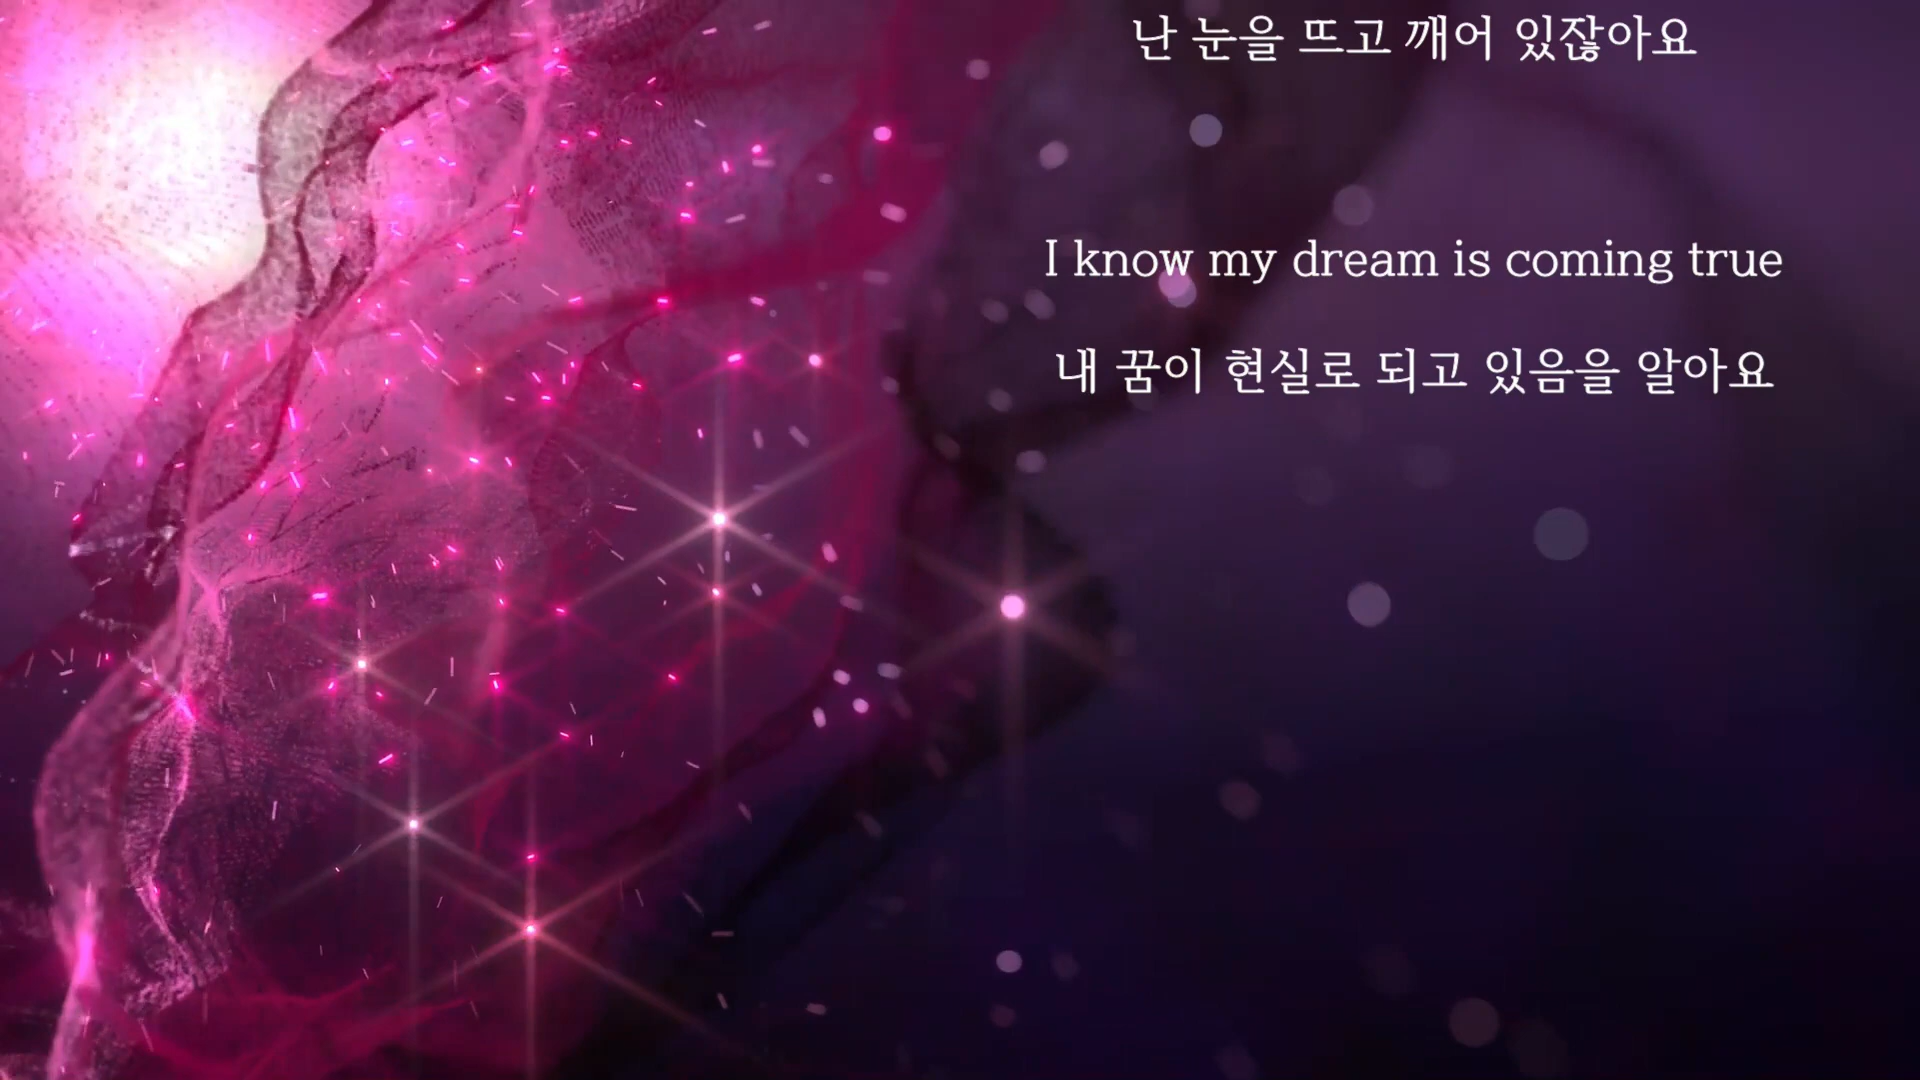 난 눈을 뜨고 깨어 있잖아요
I know my dream is coming true
내 꿈이 현실로 되고 있음을 알아요